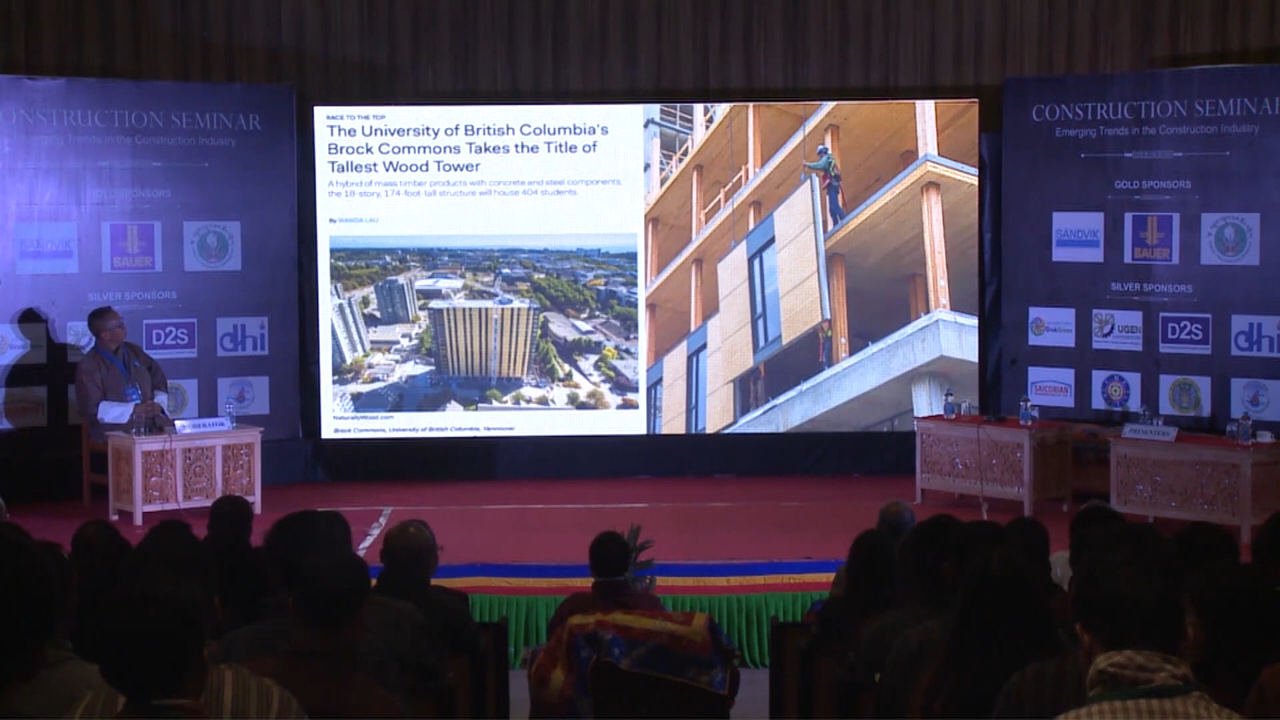 CONSTRUCTION SEMINAR
Emerging Trends in the Construction Industry
GOLD SPONSORS
SANDVIK
BAUER
SILVER SPONSORS
D2S
dhi
MODERATOR
RACE TO THE TOP
The University of British Columbia's
Brock Commons Takes the Title of
Tallest Wood Tower
A hybrid of mass timber products with concrete and steel components,
the 18-story, 174-foot-tall structure will house 404 students.
By WANDA LAU
NaturallyWood.com
Brock Commons, University of British Columbia, Vancouver
CONSTRUCTION SEMINAR
Emerging Trends in the Construction Industry
GOLD SPONSORS
SANDVIK
BAUER
SILVER SPONSORS
UGEN
D2S
dhi
PRESENTERS